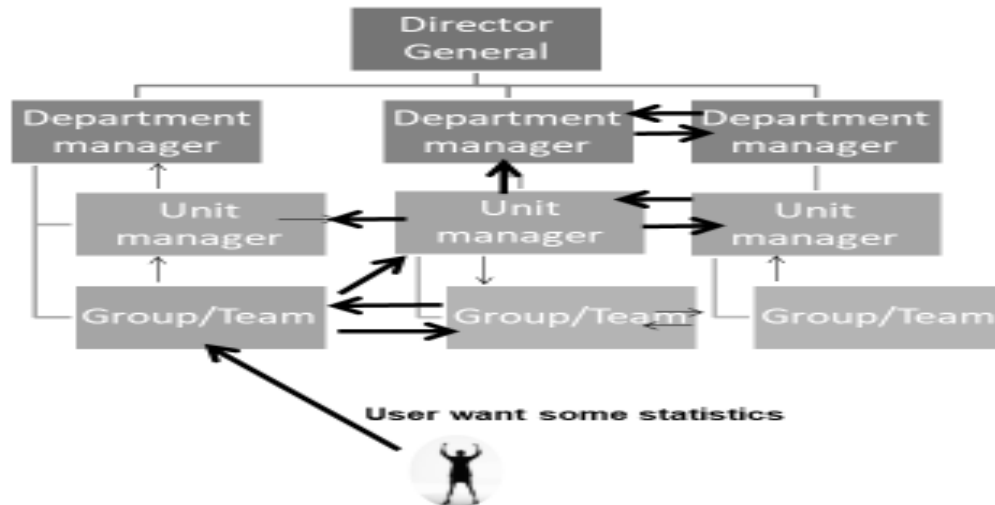 Director
General
Department
manager
Department
manager
Department
manager
Unit
manager
Unit
manager
Unit
manager
Group/Team
Group/Team
Group/Team
User want some statistics